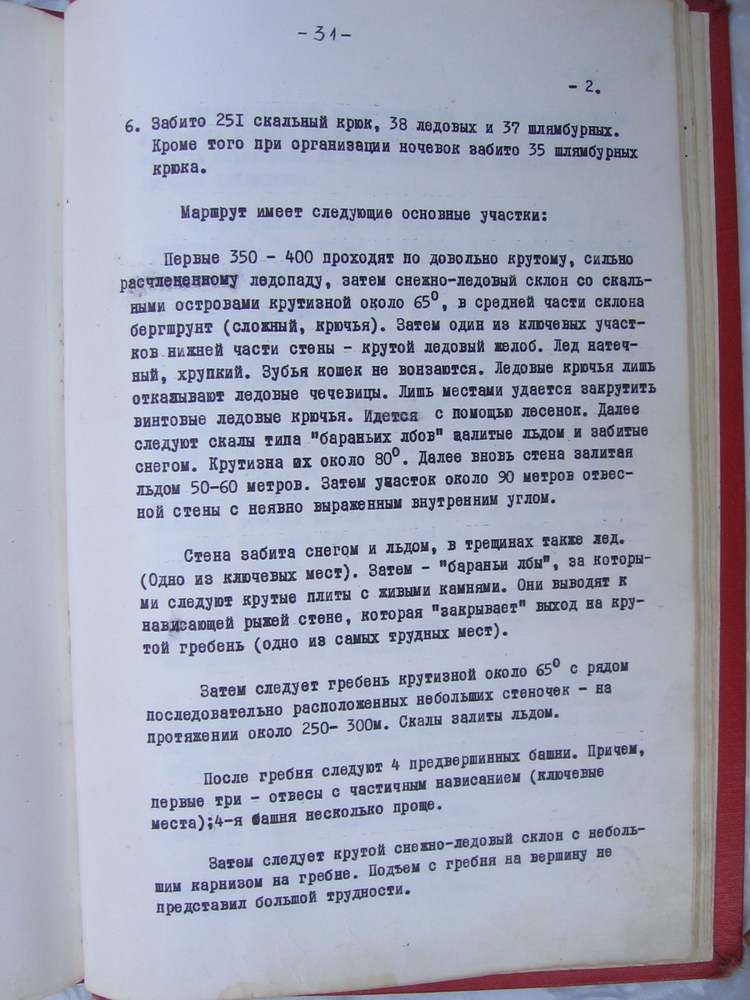 -31-
- 2.
6. Забито 25I скальный крюк, 38 ледовых и 37 шлямбурных.
Кроме того при организации ночевок забито 35 шлямбурных
крюка.
Маршрут имеет следующие основные участки:
Первые 350 - 400 проходят по довольно крутому, сильно
расчлененному ледопаду, затем снежно-ледовый склон со скаль-
ными островами крутизной около 65⁰, в средней части склона
бергшрунт (сложный, крючья). Затем один из ключевых участ-
ков нижней части стены - крутой ледовый желоб. Лед натеч-
ный, хрупкий. Зубья кошек не вонзаются. Ледовые крючья лишь
откалывают ледовые чечевицы. Лишь местами удается закрутить
винтовые ледовые крючья. Идется с помощью лесенок. Далее
следуют скалы типа "бараньих лбов" залитые льдом и забитые
снегом. Крутизна их около 80⁰. Далее вновь стена залитая
льдом 50-60 метров. Затем участок около 90 метров отвес-
ной стены с неявно выраженным внутренним углом.
Стена забита снегом и льдом, в трещинах также лед.
(Одно из ключевых мест). Затем - "бараньи лбы", за которы-
ми следуют крутые плиты с живыми камнями. Они выводят к
нависающей рыжей стене, которая "закрывает" выход на кру-
той гребень (одно из самых трудных мест).
Затем следует гребень крутизной около 65⁰ с рядом
последовательно расположенных небольших стеночек - на
протяжении около 250- 300м. Скалы залиты льдом.
После гребня следуют 4 предвершинных башни. Причем,
первые три - отвесы с частичным нависанием (ключевые
места);4-я башня несколько проще.
Затем следует крутой снежно-ледовый склон с неболь-
шим карнизом на гребне. Подъем с гребня на вершину не
представил большой трудности.